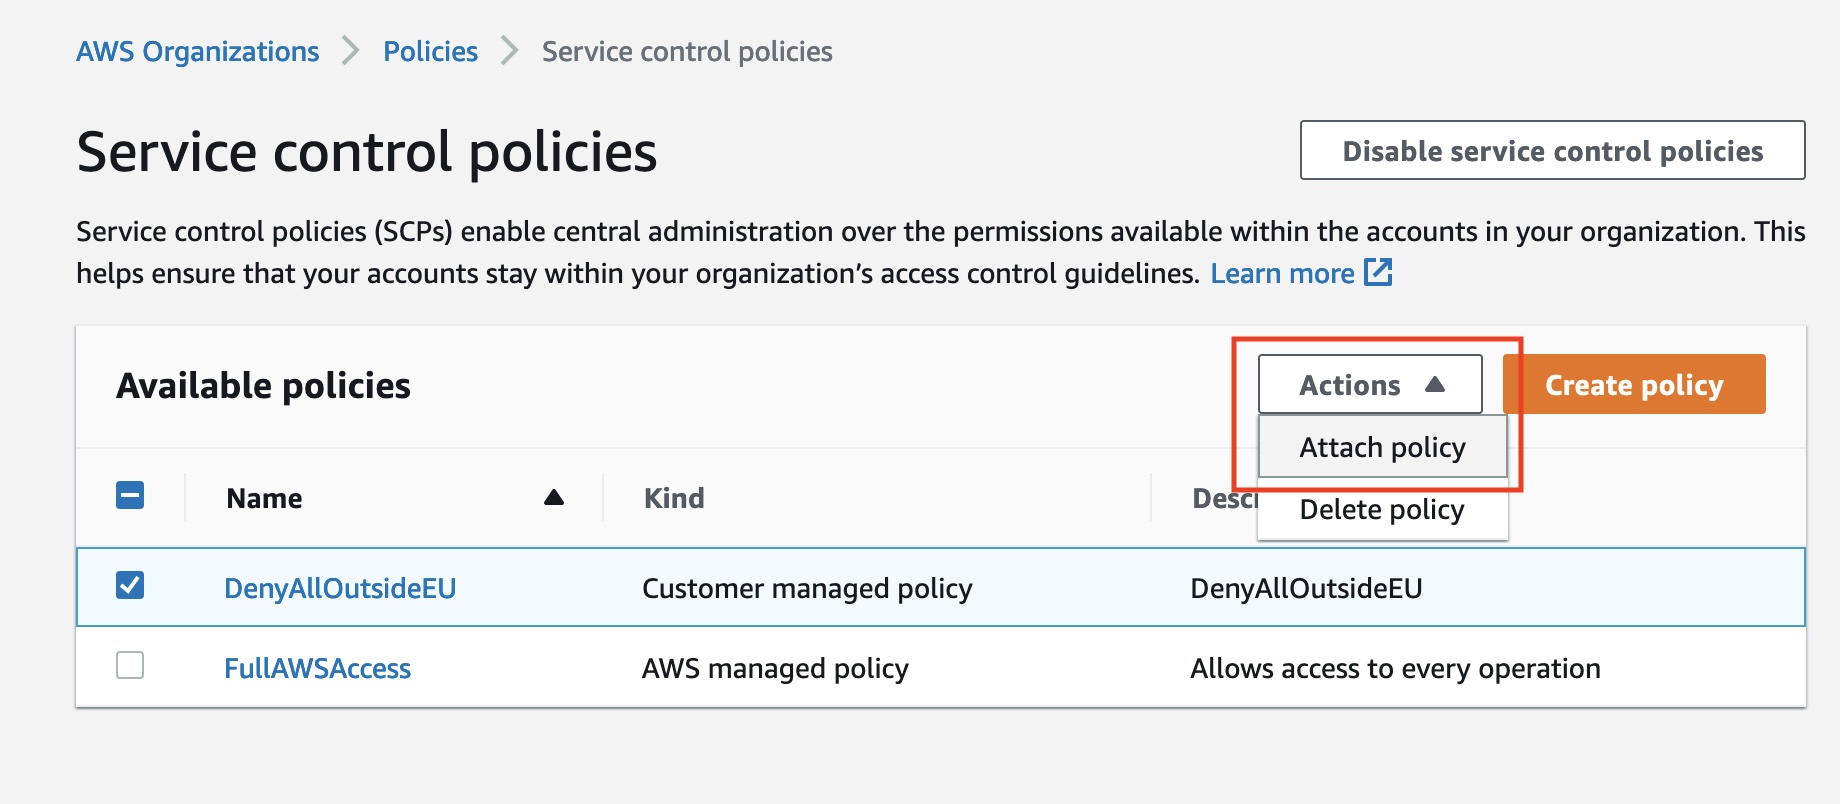 AWS Organizations
Policies
Service control policies
Service control policies
Disable service control policies
Service control policies (SCPs) enable central administration over the permissions available within the accounts in your organization. This
helps ensure that your accounts stay within your organization’s access control guidelines. Learn more
Available policies
Actions
Create policy
Attach policy
Delete policy
Name
Kind
DenyAllOutsideEU
Customer managed policy
DenyAllOutsideEU
FullAWSAccess
AWS managed policy
Allows access to every operation